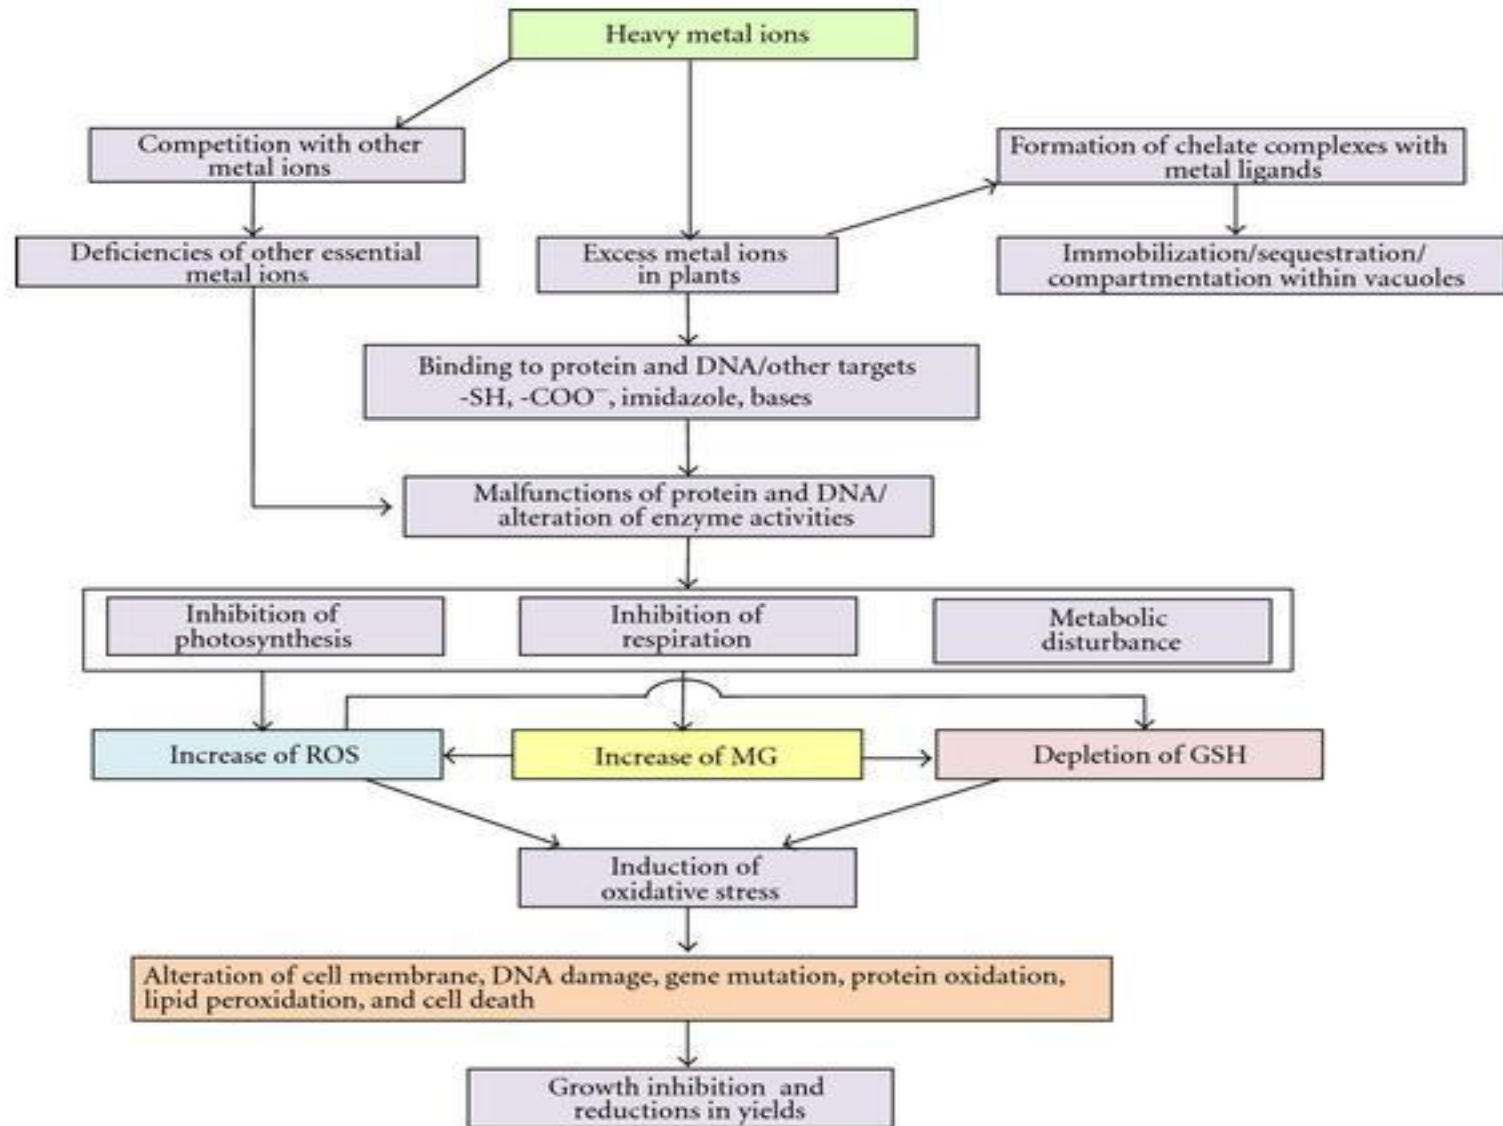 Heavy metal ions
Competition with other
metal ions
Formation of chelate complexes with
metal ligands
Deficiencies of other essential
metal ions
Excess metal ions
in plants
Immobilization/sequestration/
compartmentation within vacuoles
Binding to protein and DNA/other targets
-SH, -COO⁻, imidazole, bases
Malfunctions of protein and DNA/
alteration of enzyme activities
Inhibition of
photosynthesis
Inhibition of
respiration
Metabolic
disturbance
Increase of ROS
Increase of MG
Depletion of GSH
Induction of
oxidative stress
Alteration of cell membrane, DNA damage, gene mutation, protein oxidation,
lipid peroxidation, and cell death
Growth inhibition and
reductions in yields